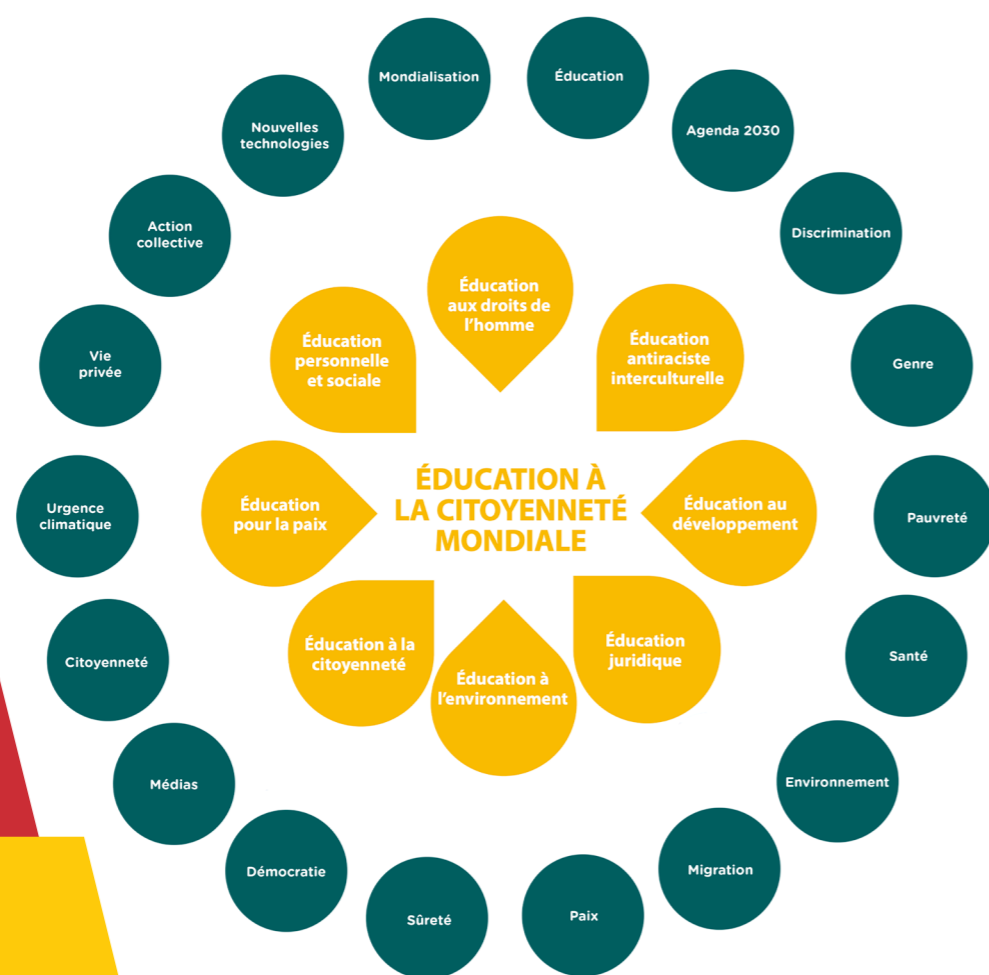 Mondialisation
Éducation
Agenda 2030
Discrimination
Genre
Pauvreté
Santé
Environnement
Migration
Paix
Sûreté
Démocratie
Médias
Citoyenneté
Urgence
climatique
Vie
privée
Action
collective
Nouvelles
technologies
Éducation
aux droits de
l'homme
Éducation
antiraciste
interculturelle
Éducation au
développement
Éducation
juridique
Éducation à
l'environnement
Éducation à la
citoyenneté
Éducation
pour la paix
Éducation
personnelle
et sociale
ÉDUCATION À
LA CITOYENNETÉ
MONDIALE